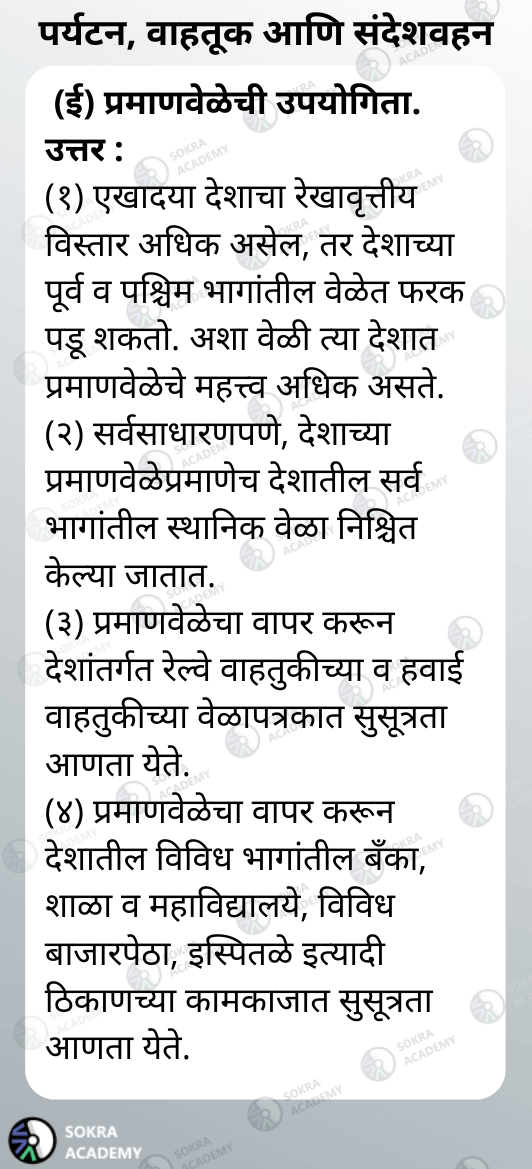 पर्यटन, वाहतूक आणि संदेशवहन
(ई) प्रमाणवेळेची उपयोगिता.
उत्तर :
(१) एखादया देशाचा रेखावृत्तीय
विस्तार अधिक असेल, तर देशाच्या
पूर्व व पश्चिम भागांतील वेळेत फरक
पडू शकतो. अशा वेळी त्या देशात
प्रमाणवेळेचे महत्त्व अधिक असते.
(२) सर्वसाधारणपणे, देशाच्या
प्रमाणवेळेप्रमाणेच देशातील सर्व
भागांतील स्थानिक वेळा निश्चित
केल्या जातात.
(३) प्रमाणवेळेचा वापर करून
देशांतर्गत रेल्वे वाहतुकीच्या व हवाई
वाहतुकीच्या वेळापत्रकात सुसूत्रता
आणता येते.
(४) प्रमाणवेळेचा वापर करून
देशातील विविध भागांतील बँका,
शाळा व महाविद्यालये, विविध
बाजारपेठा, इस्पितळे इत्यादी
ठिकाणच्या कामकाजात सुसूत्रता
आणता येते.
SOKRA
ACADEMY